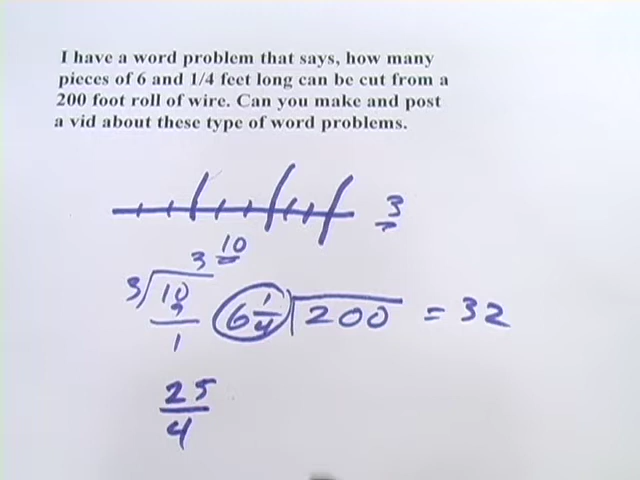 I have a word problem that says, how many
pieces of 6 and 1/4 feet long can be cut from a
200 foot roll of wire. Can you make and post
a vid about these type of word problems.
3
10
3
3 10
9
1
6 1/4 200 = 32
25
4